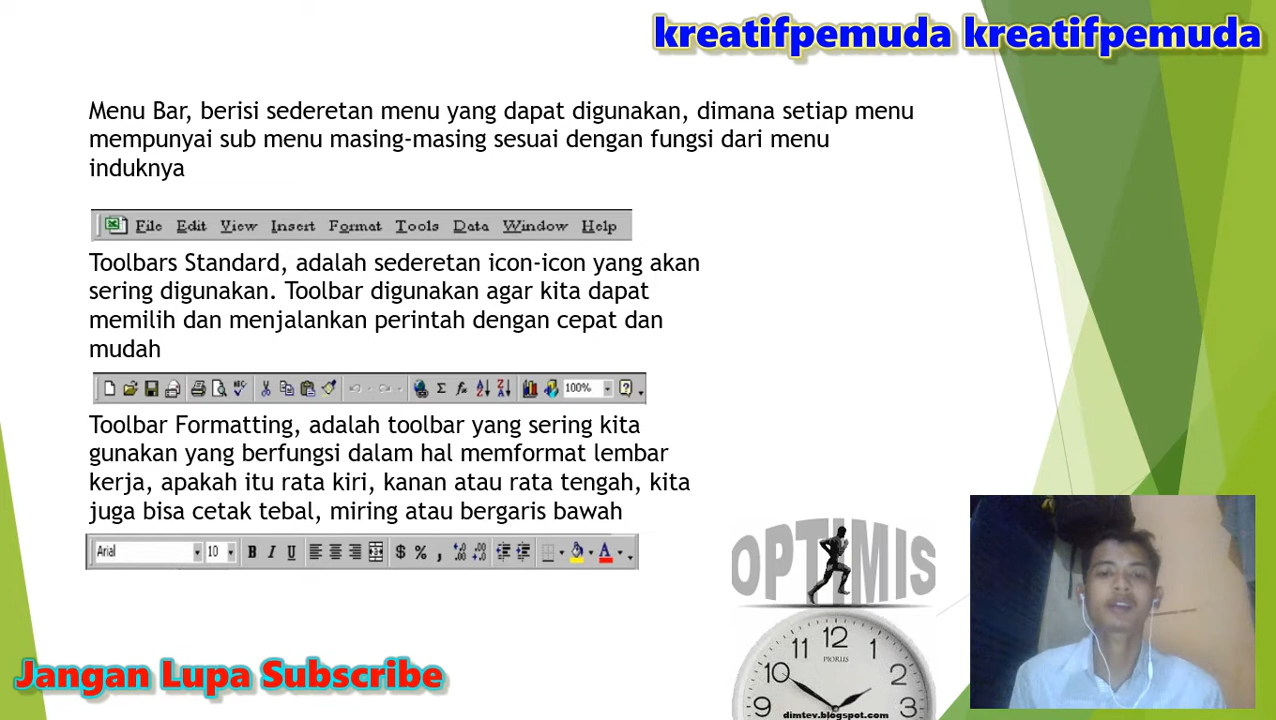 kreatifpemuda kreatifpemuda
Menu Bar, berisi sederetan menu yang dapat digunakan, dimana setiap menu
mempunyai sub menu masing-masing sesuai dengan fungsi dari menu
induknya
File Edit View Insert Format Tools Data Window Help
Toolbars Standard, adalah sederetan icon-icon yang akan
sering digunakan. Toolbar digunakan agar kita dapat
memilih dan menjalankan perintah dengan cepat dan
mudah
100%
Toolbar Formatting, adalah toolbar yang sering kita
gunakan yang berfungsi dalam hal memformat lembar
kerja, apakah itu rata kiri, kanan atau rata tengah, kita
juga bisa cetak tebal, miring atau bergaris bawah
Arial 10 B I U $ % ,
OPTIMIS
12
11 1
10 2
9 3
PIORUS
dimtev.blogspot.com
Jangan Lupa Subscribe